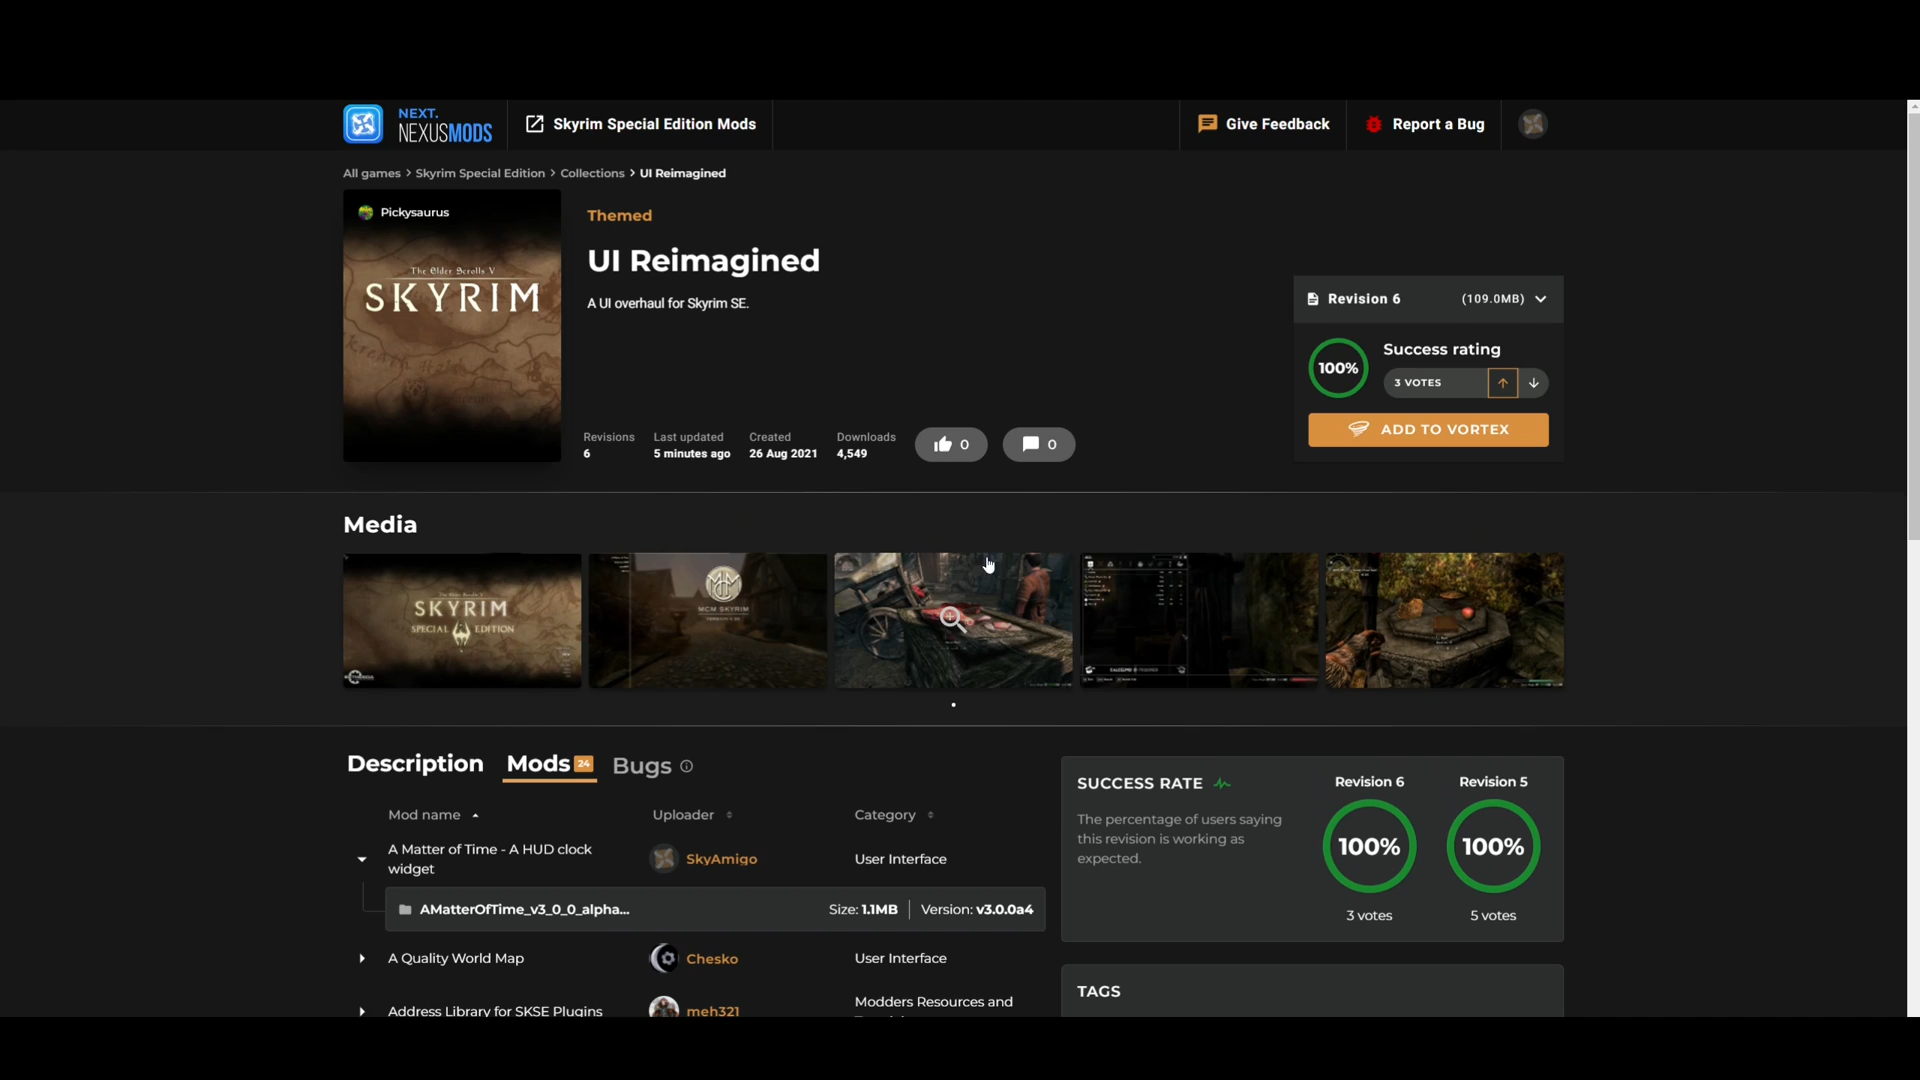 NEXT.
NEXUSMODS
Skyrim Special Edition Mods
Give Feedback
Report a Bug
All games > Skyrim Special Edition > Collections > UI Reimagined
Pickysaurus
The Elder Scrolls V
SKYRIM
Themed
UI Reimagined
A UI overhaul for Skyrim SE.
Revisions
6
Last updated
5 minutes ago
Created
26 Aug 2021
Downloads
4,549
0
0
Revision 6 (109.0MB)
100%
Success rating
3 VOTES
ADD TO VORTEX
Media
SKYRIM
SPECIAL EDITION
MCM SKYRIM
Description
Mods 24
Bugs
Mod name
Uploader
Category
A Matter of Time - A HUD clock
widget
SkyAmigo
User Interface
AMatterOfTime_v3_0_0_alpha...
Size: 1.1MB
Version: v3.0.0a4
A Quality World Map
Chesko
User Interface
Address Library for SKSE Plugins
meh321
Modders Resources and
SUCCESS RATE
The percentage of users saying
this revision is working as
expected.
Revision 6
100%
3 votes
Revision 5
100%
5 votes
TAGS